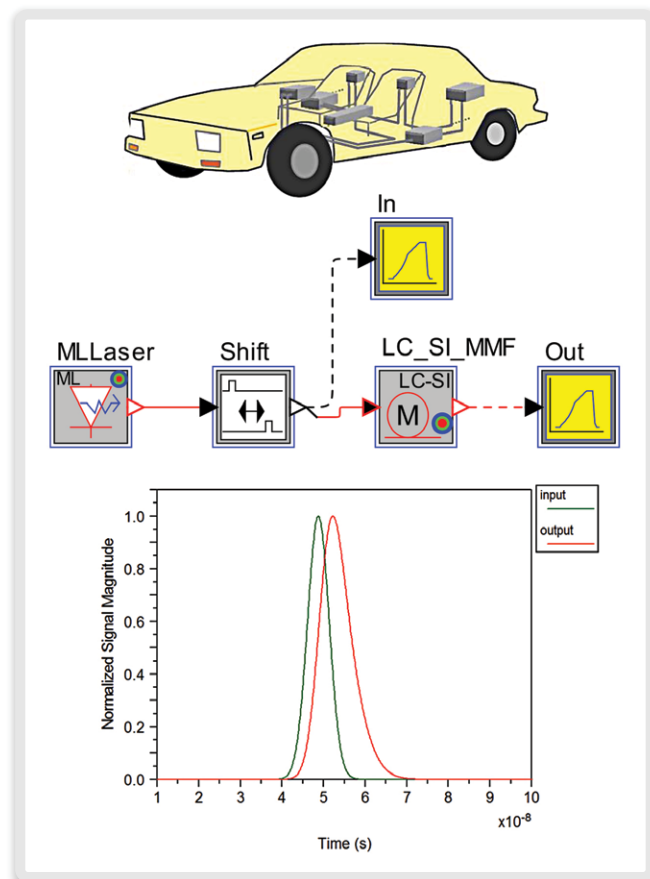 In
MLLaser
Shift
LC_SI_MMF
Out
ML
LC-SI
M
input
output
Normalized Signal Magnitude
1.0
0.8
0.6
0.4
0.2
0.0
1 2 3 4 5 6 7 8 9 10
x10-8
Time (s)